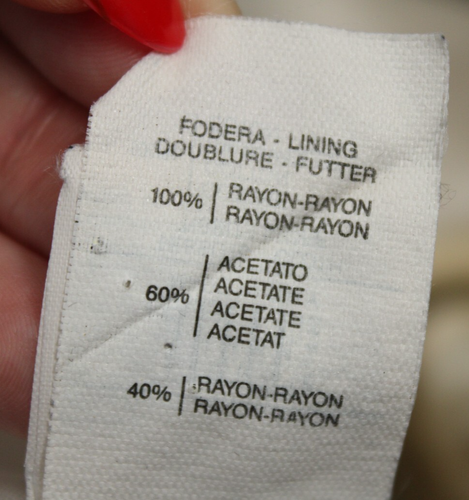 FODERA - LINING
DOUBLURE - FUTTER
100% RAYON-RAYON
RAYON-RAYON
ACETATO
60% ACETATE
ACETATE
ACETAT
40% RAYON-RAYON
RAYON-RAYON